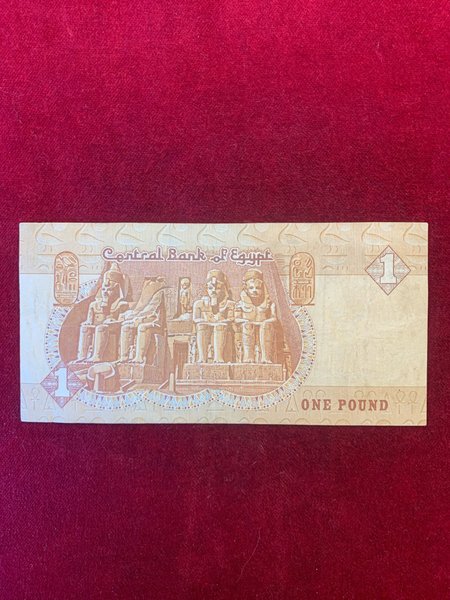 Central Bank of Egypt
1
1
ONE POUND